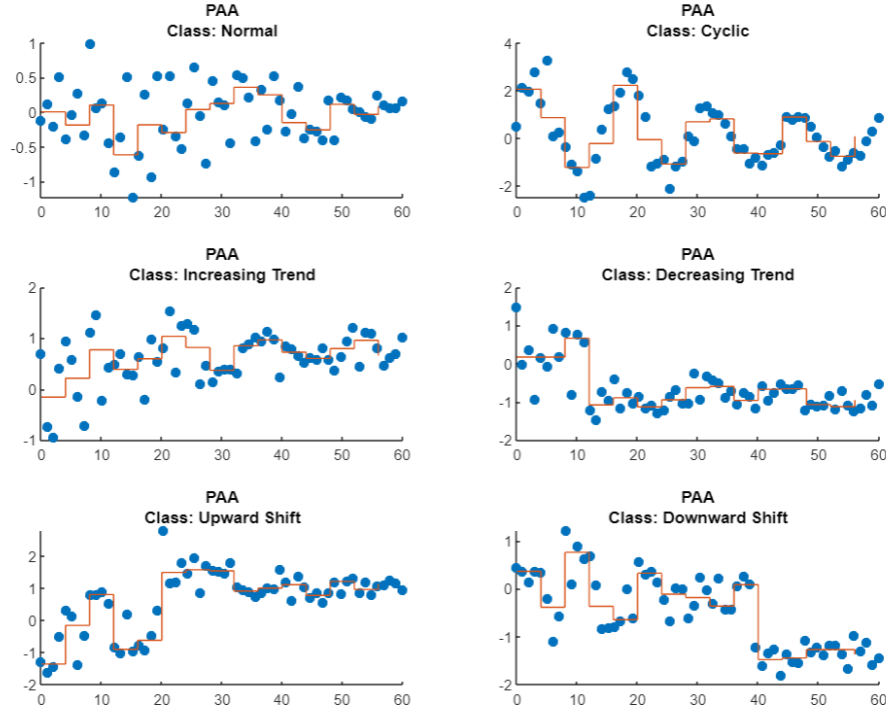 PAA
Class: Normal
1
0.5
0
-0.5
-1
0 10 20 30 40 50 60
PAA
Class: Cyclic
4
2
0
-2
0 10 20 30 40 50 60
PAA
Class: Increasing Trend
2
1
0
-1
0 10 20 30 40 50 60
PAA
Class: Decreasing Trend
2
1
0
-1
-2
0 10 20 30 40 50 60
PAA
Class: Upward Shift
2
1
0
-1
-2
0 10 20 30 40 50 60
PAA
Class: Downward Shift
1
0
-1
-2
0 10 20 30 40 50 60